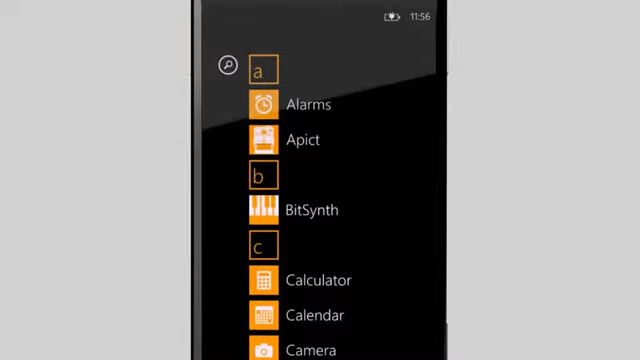 11:56
a
Alarms
Apict
b
BitSynth
c
Calculator
Calendar
Camera